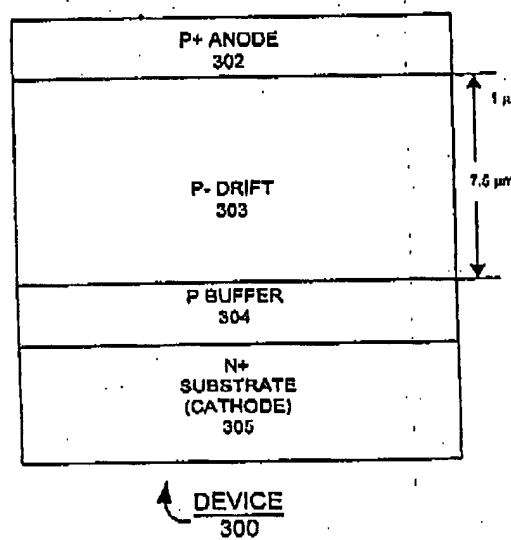 P+ ANODE
302
1 μ
P- DRIFT
303
7.5 μm
P BUFFER
304
N+
SUBSTRATE
(CATHODE)
305
DEVICE
300